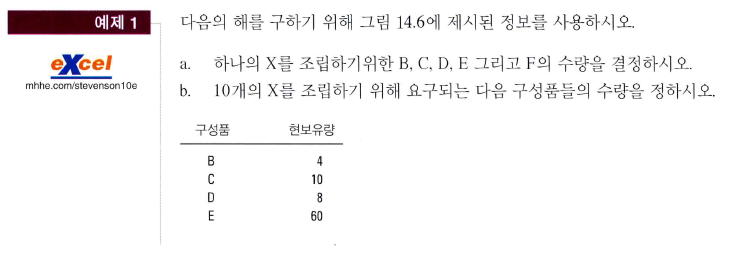 예제 1
다음의 해를 구하기 위해 그림 14.6에 제시된 정보를 사용하시오.
eXcel
mhhe.com/stevenson10e
a. 하나의 X를 조립하기위한 B, C, D, E 그리고 F의 수량을 결정하시오.
b. 10개의 X를 조립하기 위해 요구되는 다음 구성품들의 수량을 정하시오.
구성품 현보유량
B 4
C 10
D 8
E 60